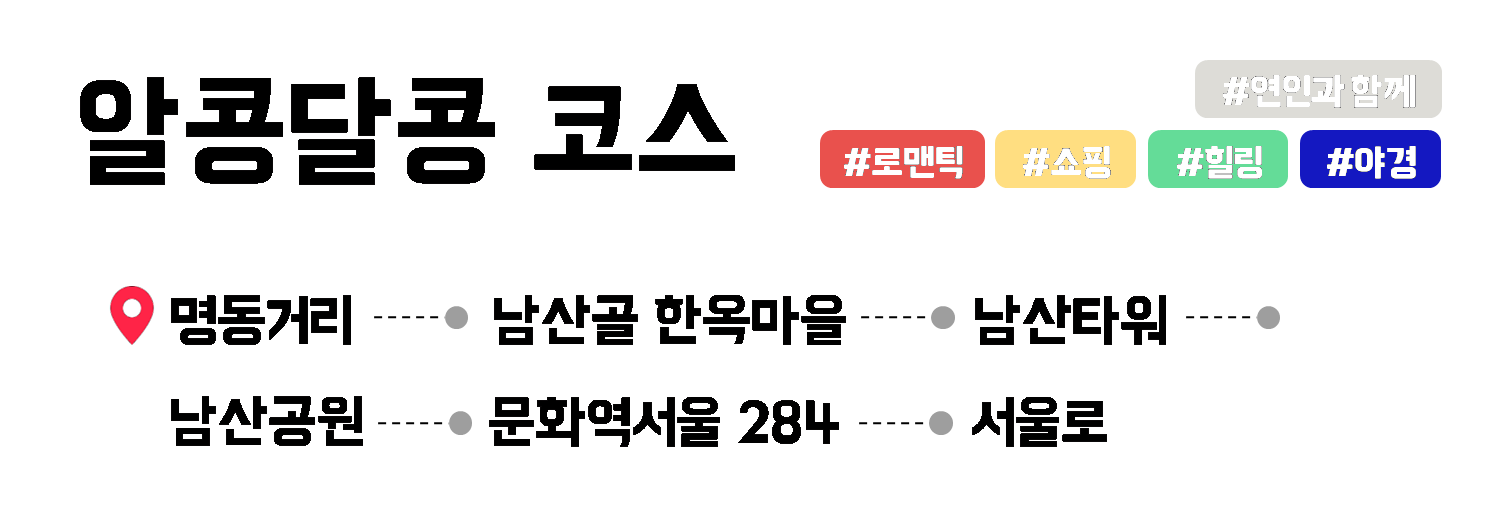 알콩달콩 코스
#연인과 함께
#로맨틱 #쇼핑 #힐링 #야경
명동거리 남산골 한옥마을 남산타워
남산공원 문화역서울 284 서울로